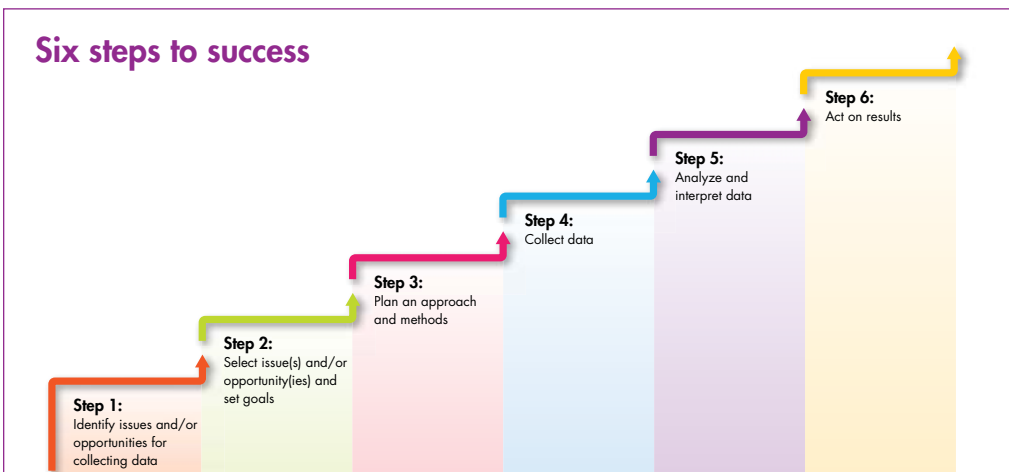 Six steps to success
Step 1:
Identify issues and/or
opportunities for
collecting data
Step 2:
Select issue(s) and/or
opportunity(ies) and
set goals
Step 3:
Plan an approach
and methods
Step 4:
Collect data
Step 5:
Analyze and
interpret data
Step 6:
Act on results